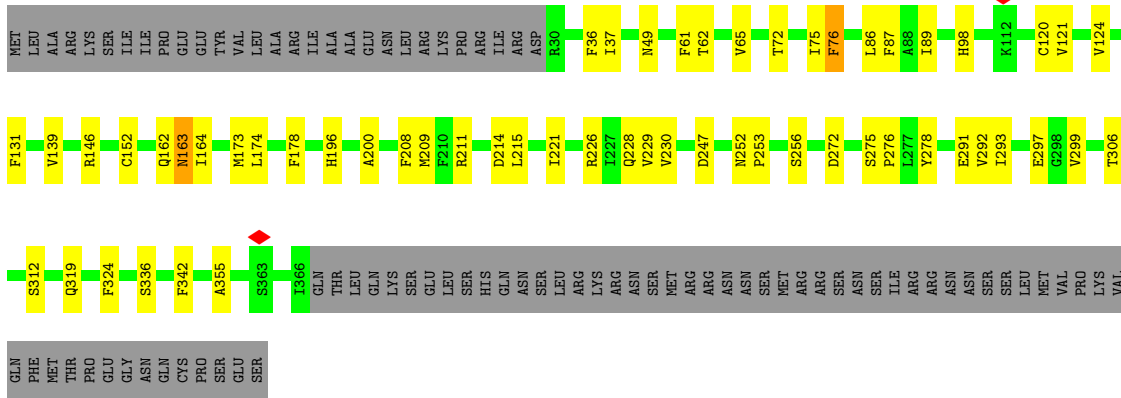 MET LEU ALA ARG LYS SER ILE ILE PRO GLU GLU TYR VAL LEU ALA ARG ILE ALA ALA GLU ASN LEU ARG LYS PRO ARG ILE ARG ASP R30 F36 I37 N49 F61 T62 V65 T72 I75 F76 L86 F87 A88 I89 H98 K112 C120 V121 V124
F131 V139 R146 C152 Q162 N163 I164 M173 L174 F178 H196 A200 F208 M209 F210 R211 D214 L215 I221 R226 I227 Q228 V229 V230 D247 N252 P253 S256 D272 S275 P276 L277 Y278 E291 V292 I293 E297 G298 V299 T306
S312 Q319 F324 S336 F342 A355 S363 I366 GLN THR LEU GLN LYS SER GLU LEU SER HIS GLN ASN SER LEU ARG LYS ARG ASN SER MET ARG ARG ASN ASN SER MET ARG ARG SER ASN SER ILE ARG ARG ASN ASN SER SER LEU MET VAL PRO LYS VAL
GLN PHE MET THR PRO GLU GLY ASN GLN CYS PRO SER GLU SER